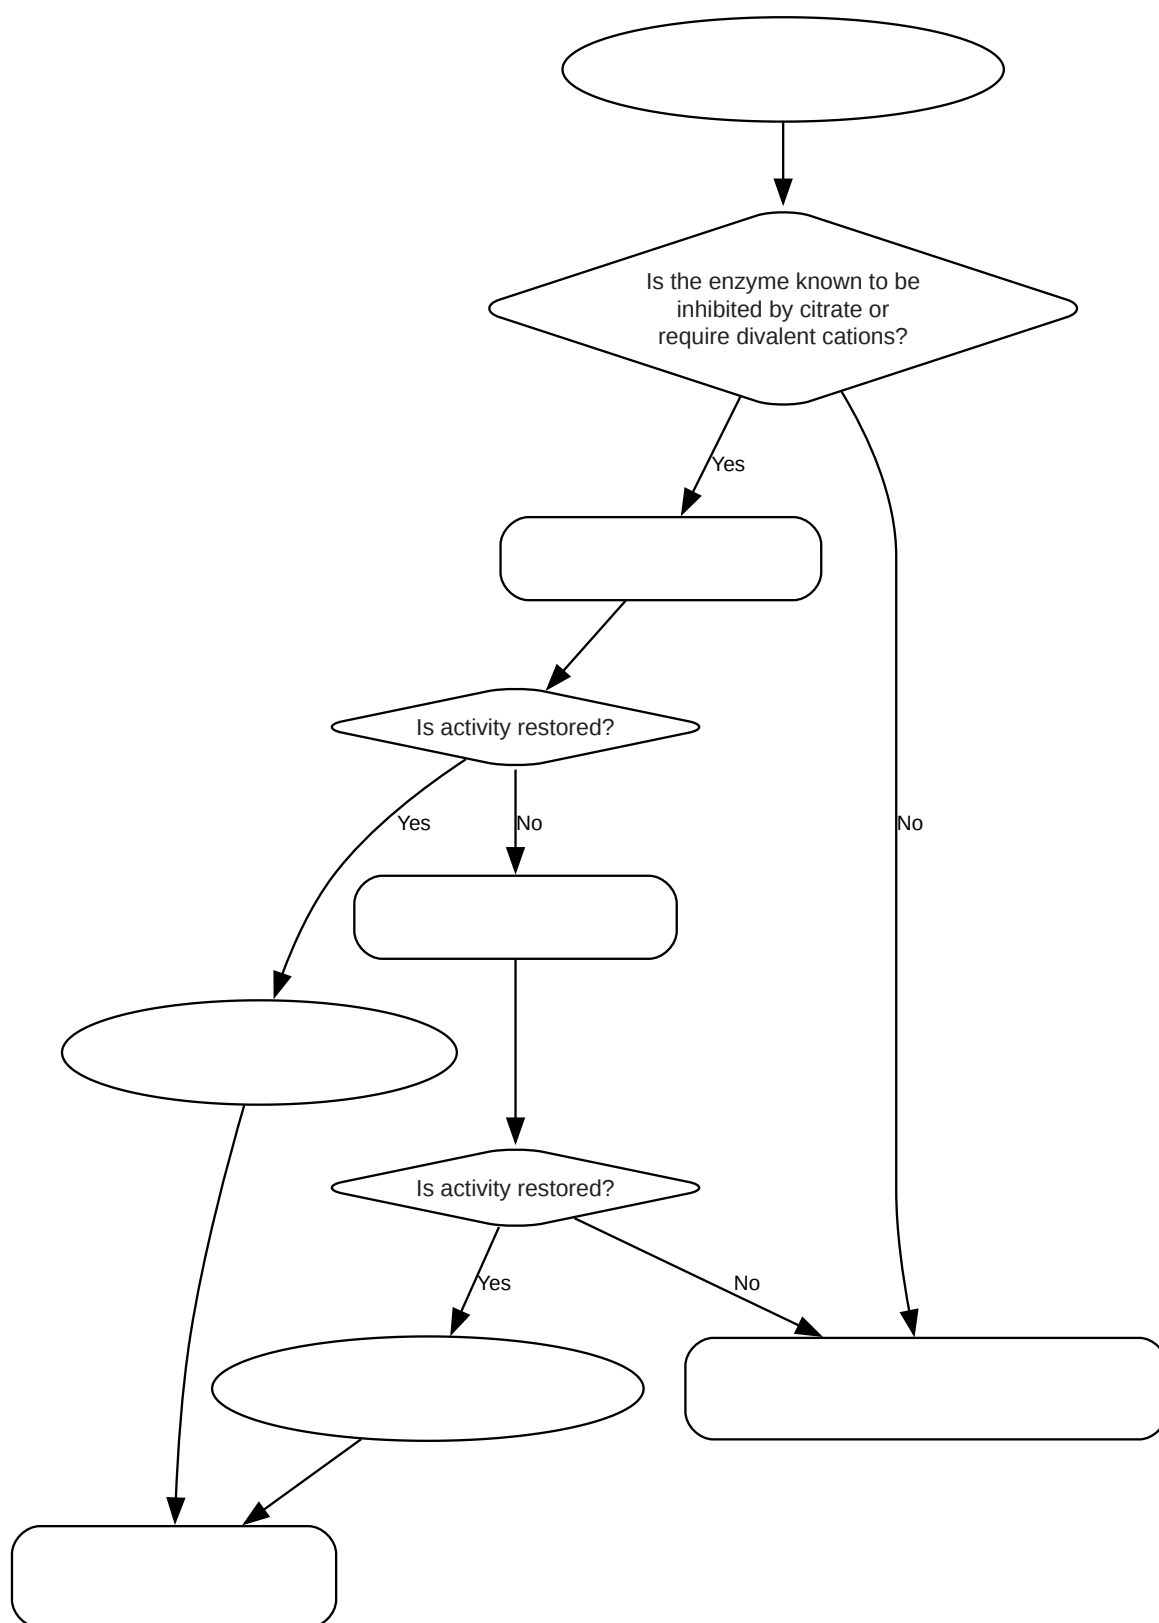 Is the enzyme known to be
inhibited by citrate or
require divalent cations?
Yes
Is activity restored?
Yes
No
No
Is activity restored?
Yes
No